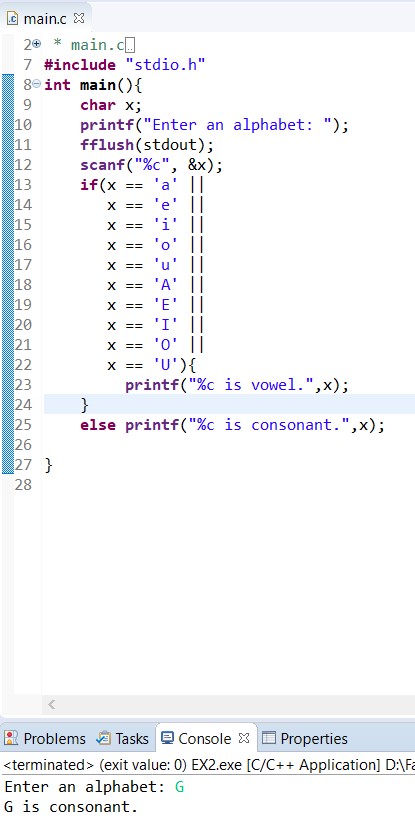 main.c
2 * main.c
7 #include "stdio.h"
8 int main(){
9 char x;
10 printf("Enter an alphabet: ");
11 fflush(stdout);
12 scanf("%c", &x);
13 if(x == 'a' ||
14 x == 'e' ||
15 x == 'i' ||
16 x == 'o' ||
17 x == 'u' ||
18 x == 'A' ||
19 x == 'E' ||
20 x == 'I' ||
21 x == 'O' ||
22 x == 'U'){
23 printf("%c is vowel.",x);
24 }
25 else printf("%c is consonant.",x);
26
27 }
28
Problems Tasks Console Properties
<terminated> (exit value: 0) EX2.exe [C/C++ Application] D:\Fa
Enter an alphabet: G
G is consonant.